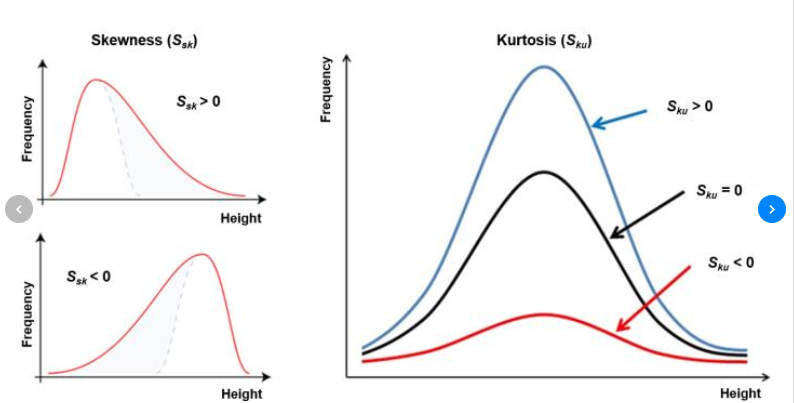 Skewness (Ssk)
Frequency
Ssk > 0
Height
Frequency
Ssk < 0
Height
Kurtosis (Sku)
Frequency
Sku > 0
Sku = 0
Sku < 0
Height